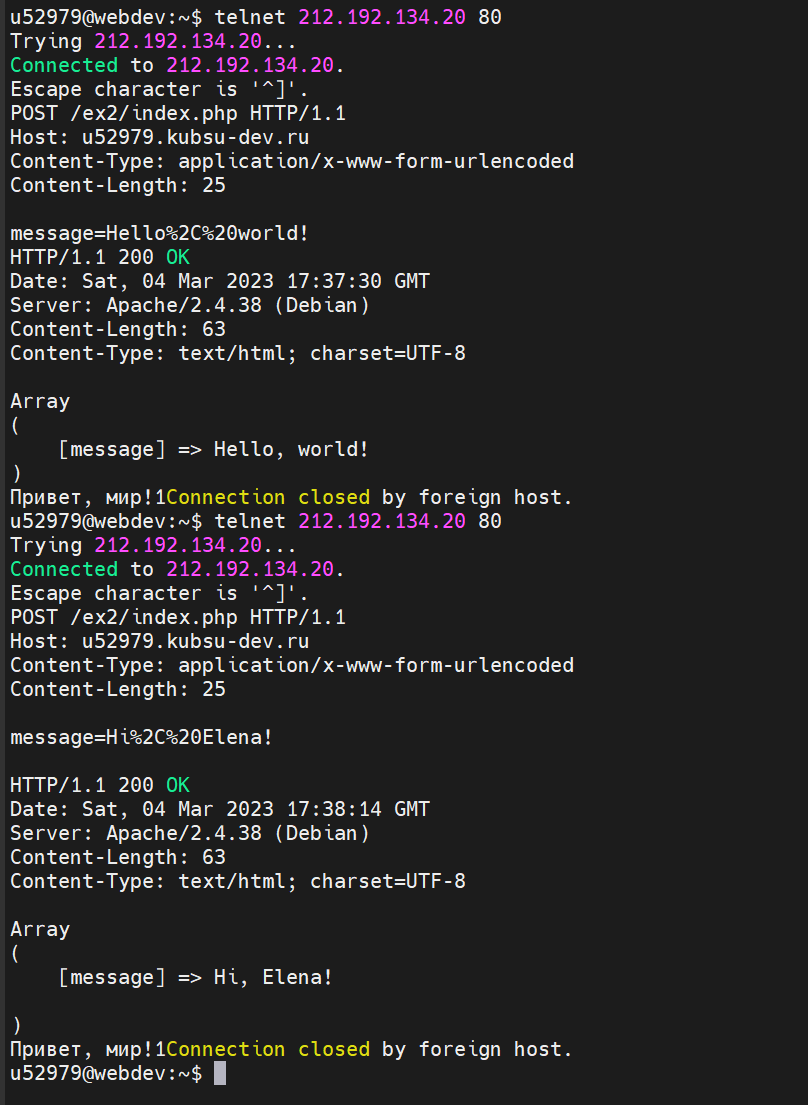 u52979@webdev:~$ telnet 212.192.134.20 80
Trying 212.192.134.20...
Connected to 212.192.134.20.
Escape character is '^]'.
POST /ex2/index.php HTTP/1.1
Host: u52979.kubsu-dev.ru
Content-Type: application/x-www-form-urlencoded
Content-Length: 25

message=Hello%2C%20world!
HTTP/1.1 200 OK
Date: Sat, 04 Mar 2023 17:37:30 GMT
Server: Apache/2.4.38 (Debian)
Content-Length: 63
Content-Type: text/html; charset=UTF-8

Array
(
    [message] => Hello, world!
)
Привет, мир!1Connection closed by foreign host.
u52979@webdev:~$ telnet 212.192.134.20 80
Trying 212.192.134.20...
Connected to 212.192.134.20.
Escape character is '^]'.
POST /ex2/index.php HTTP/1.1
Host: u52979.kubsu-dev.ru
Content-Type: application/x-www-form-urlencoded
Content-Length: 25

message=Hi%2C%20Elena!

HTTP/1.1 200 OK
Date: Sat, 04 Mar 2023 17:38:14 GMT
Server: Apache/2.4.38 (Debian)
Content-Length: 63
Content-Type: text/html; charset=UTF-8

Array
(
    [message] => Hi, Elena!

)
Привет, мир!1Connection closed by foreign host.
u52979@webdev:~$